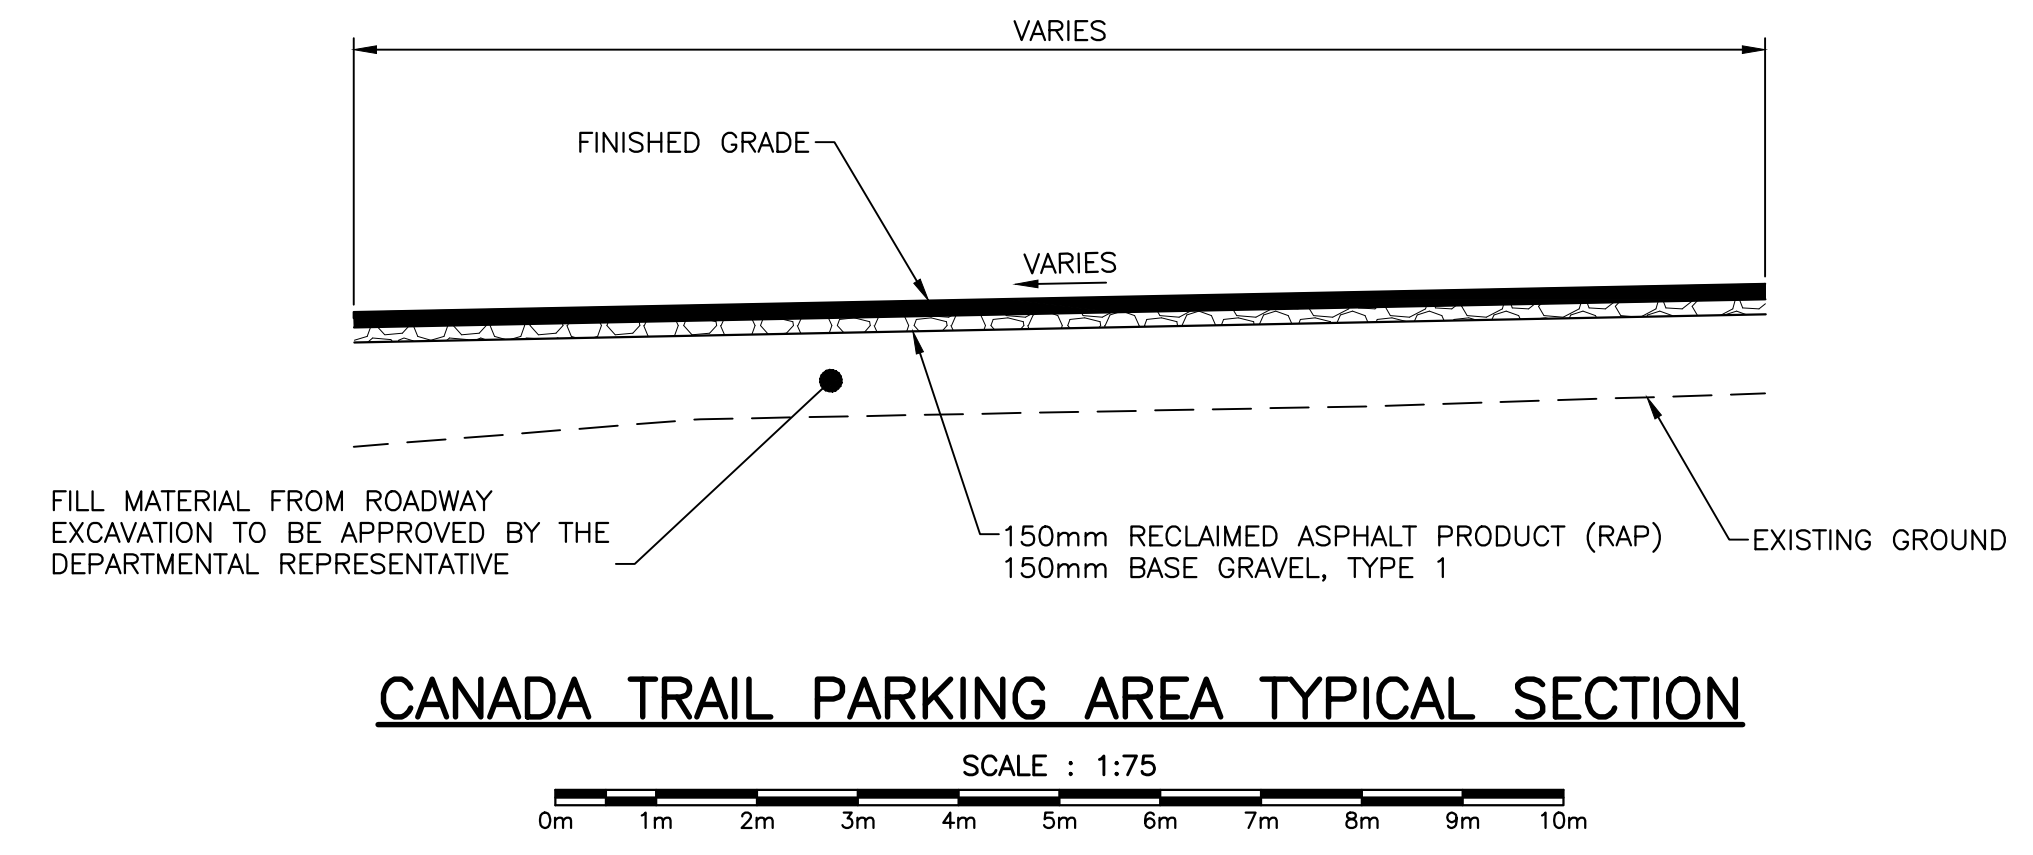 VARIES
FINISHED GRADE
VARIES
FILL MATERIAL FROM ROADWAY
EXCAVATION TO BE APPROVED BY THE
DEPARTMENTAL REPRESENTATIVE
150mm RECLAIMED ASPHALT PRODUCT (RAP)
150mm BASE GRAVEL, TYPE 1
EXISTING GROUND
CANADA TRAIL PARKING AREA TYPICAL SECTION
SCALE : 1:75
0m 1m 2m 3m 4m 5m 6m 7m 8m 9m 10m